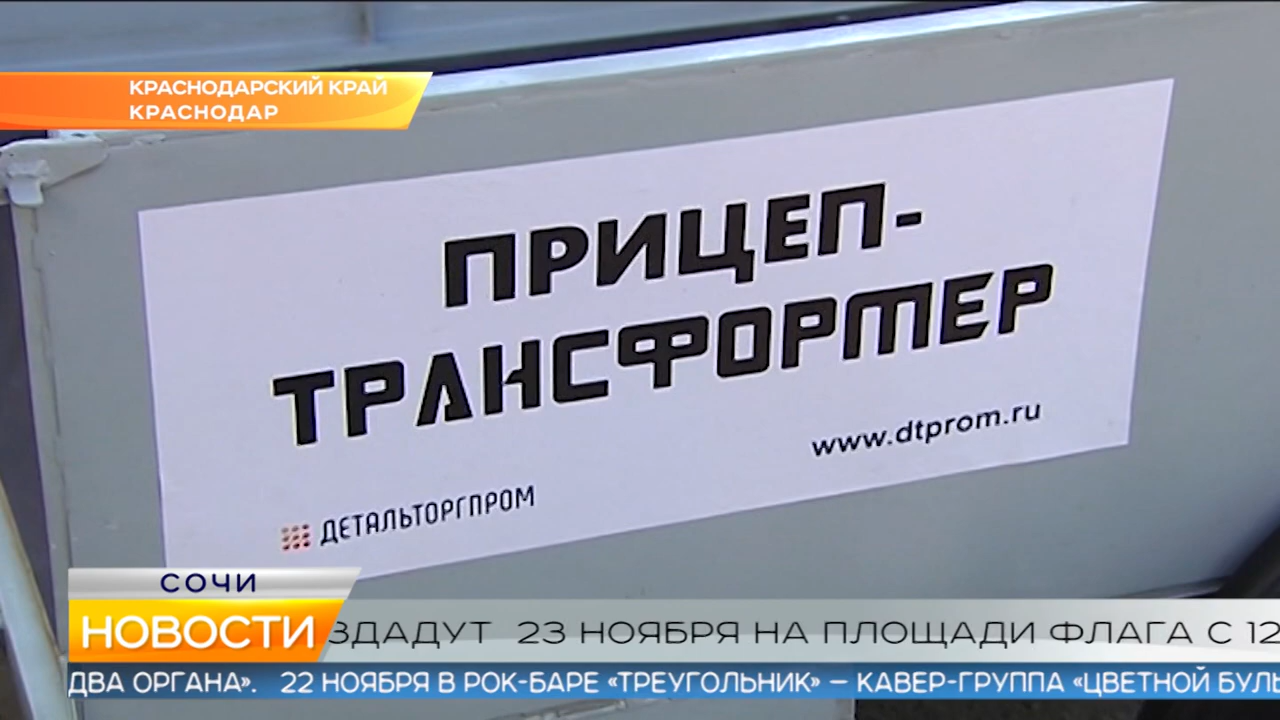 КРАСНОДАРСКИЙ КРАЙ
КРАСНОДАР
ПРИЦЕП-
ТРАНСФОРМЕР
www.dtprom.ru
ДЕТАЛЬТОРГПРОМ
СОЧИ
НОВОСТИ
ЗДАДУТ 23 НОЯБРЯ НА ПЛОЩАДИ ФЛАГА С 12
ДВА ОРГАНА». 22 НОЯБРЯ В РОК-БАРЕ «ТРЕУГОЛЬНИК» – КАВЕР-ГРУППА «ЦВЕТНОЙ БУЛЬ